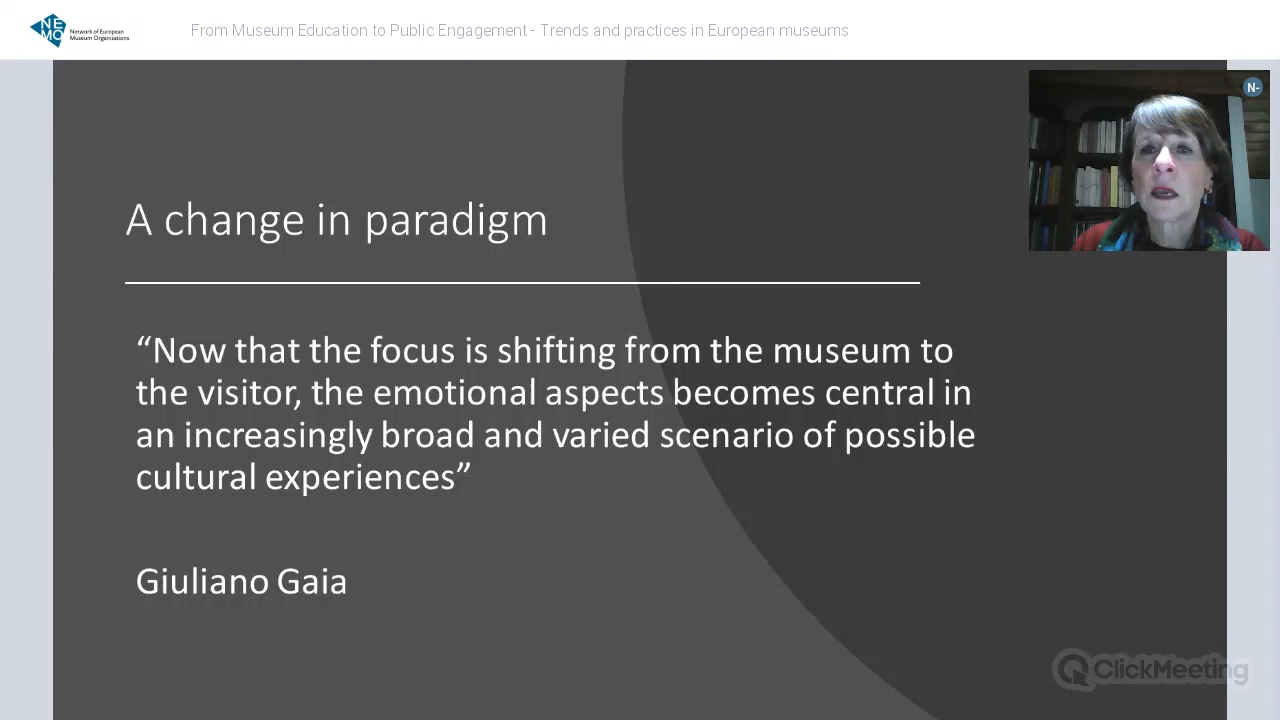 NE
MO
Network of European
Museum Organisations
From Museum Education to Public Engagement - Trends and practices in European museums
N-
A change in paradigm
“Now that the focus is shifting from the museum to
the visitor, the emotional aspects becomes central in
an increasingly broad and varied scenario of possible
cultural experiences”
Giuliano Gaia
ClickMeeting